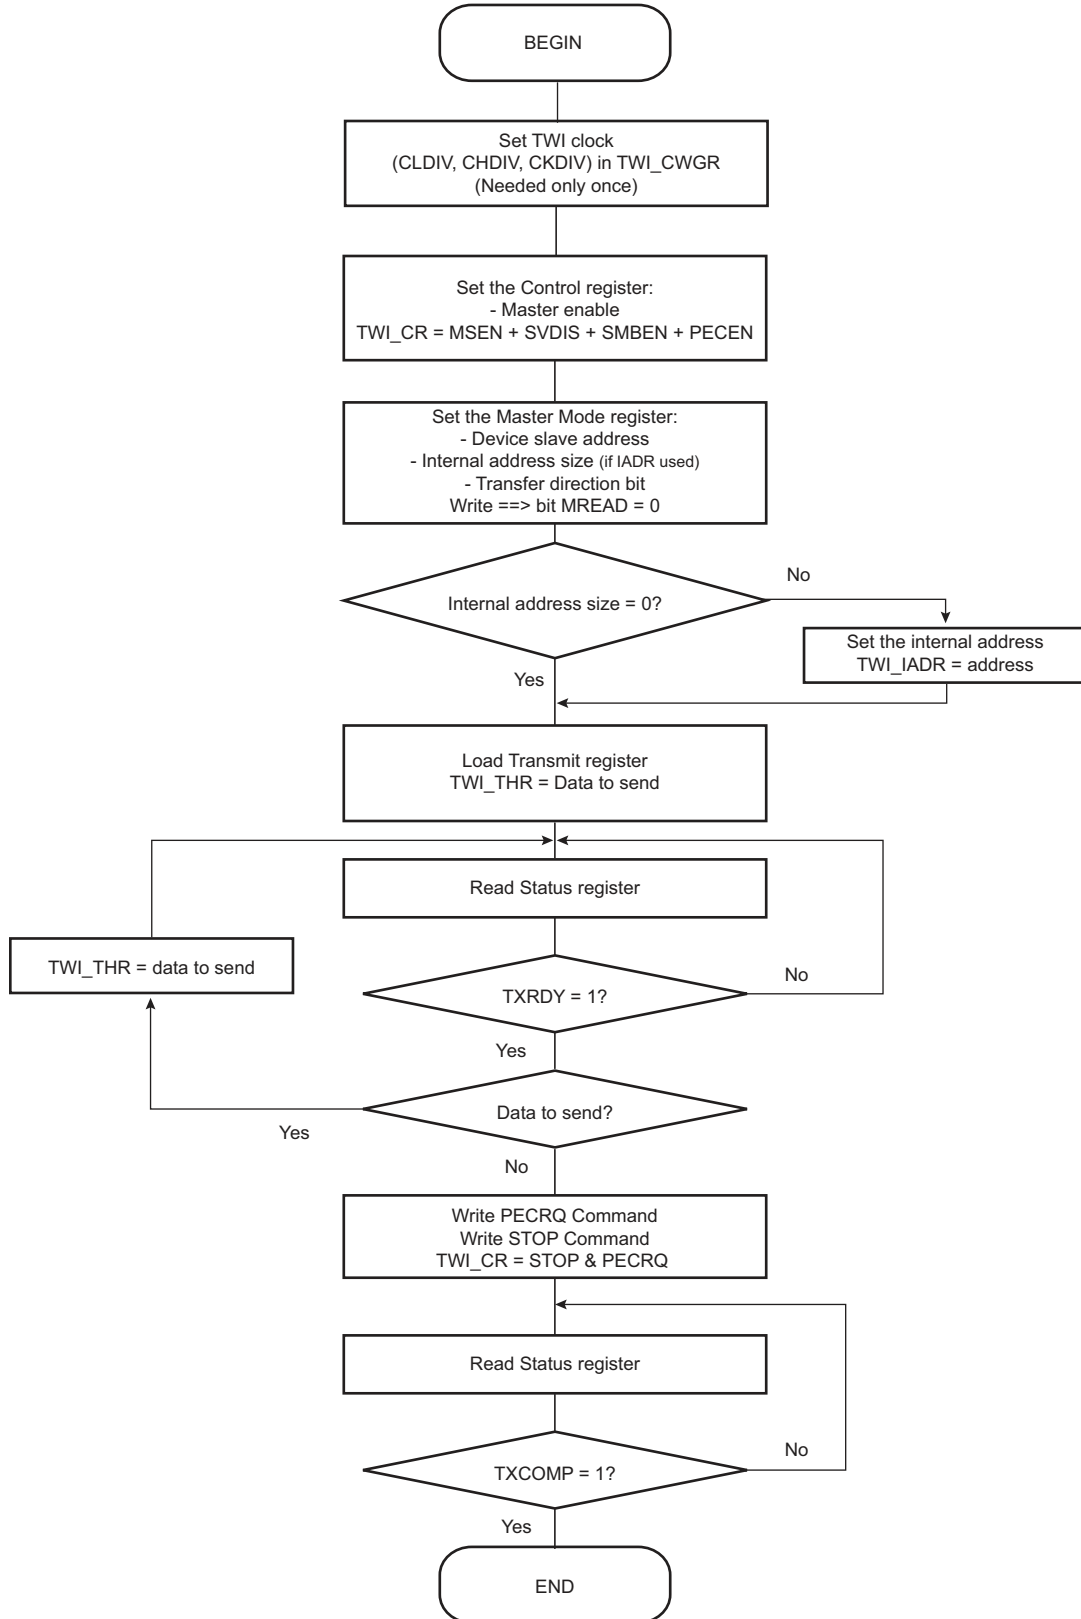 BEGIN
Set TWI clock
(CLDIV, CHDIV, CKDIV) in TWI_CWGR
(Needed only once)
Set the Control register:
- Master enable
TWI_CR = MSEN + SVDIS + SMBEN + PECEN
Set the Master Mode register:
- Device slave address
- Internal address size (if IADR used)
- Transfer direction bit
Write ==> bit MREAD = 0
No
Internal address size = 0?
Set the internal address
TWI_IADR = address
Yes
Load Transmit register
TWI_THR = Data to send
Read Status register
TWI_THR = data to send
No
TXRDY = 1?
Yes
Data to send?
Yes
No
Write PECRQ Command
Write STOP Command
TWI_CR = STOP & PECRQ
Read Status register
No
TXCOMP = 1?
Yes
END